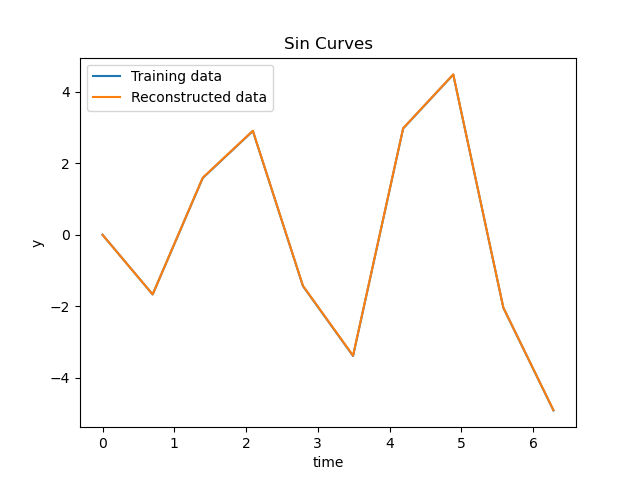 Sin Curves
Training data
Reconstructed data
4
2
0
−2
−4
y
0 1 2 3 4 5 6
time